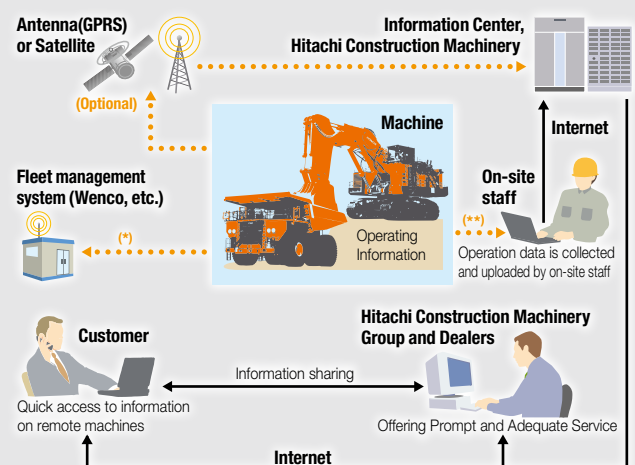 Antenna(GPRS)
or Satellite
(Optional)
Information Center,
Hitachi Construction Machinery
Machine
Internet
Fleet management
system (Wenco, etc.)
(*)
Operating
Information
(**)
On-site
staff
Operation data is collected
and uploaded by on-site staff
Customer
Hitachi Construction Machinery
Group and Dealers
Information sharing
Quick access to information
on remote machines
Offering Prompt and Adequate Service
Internet